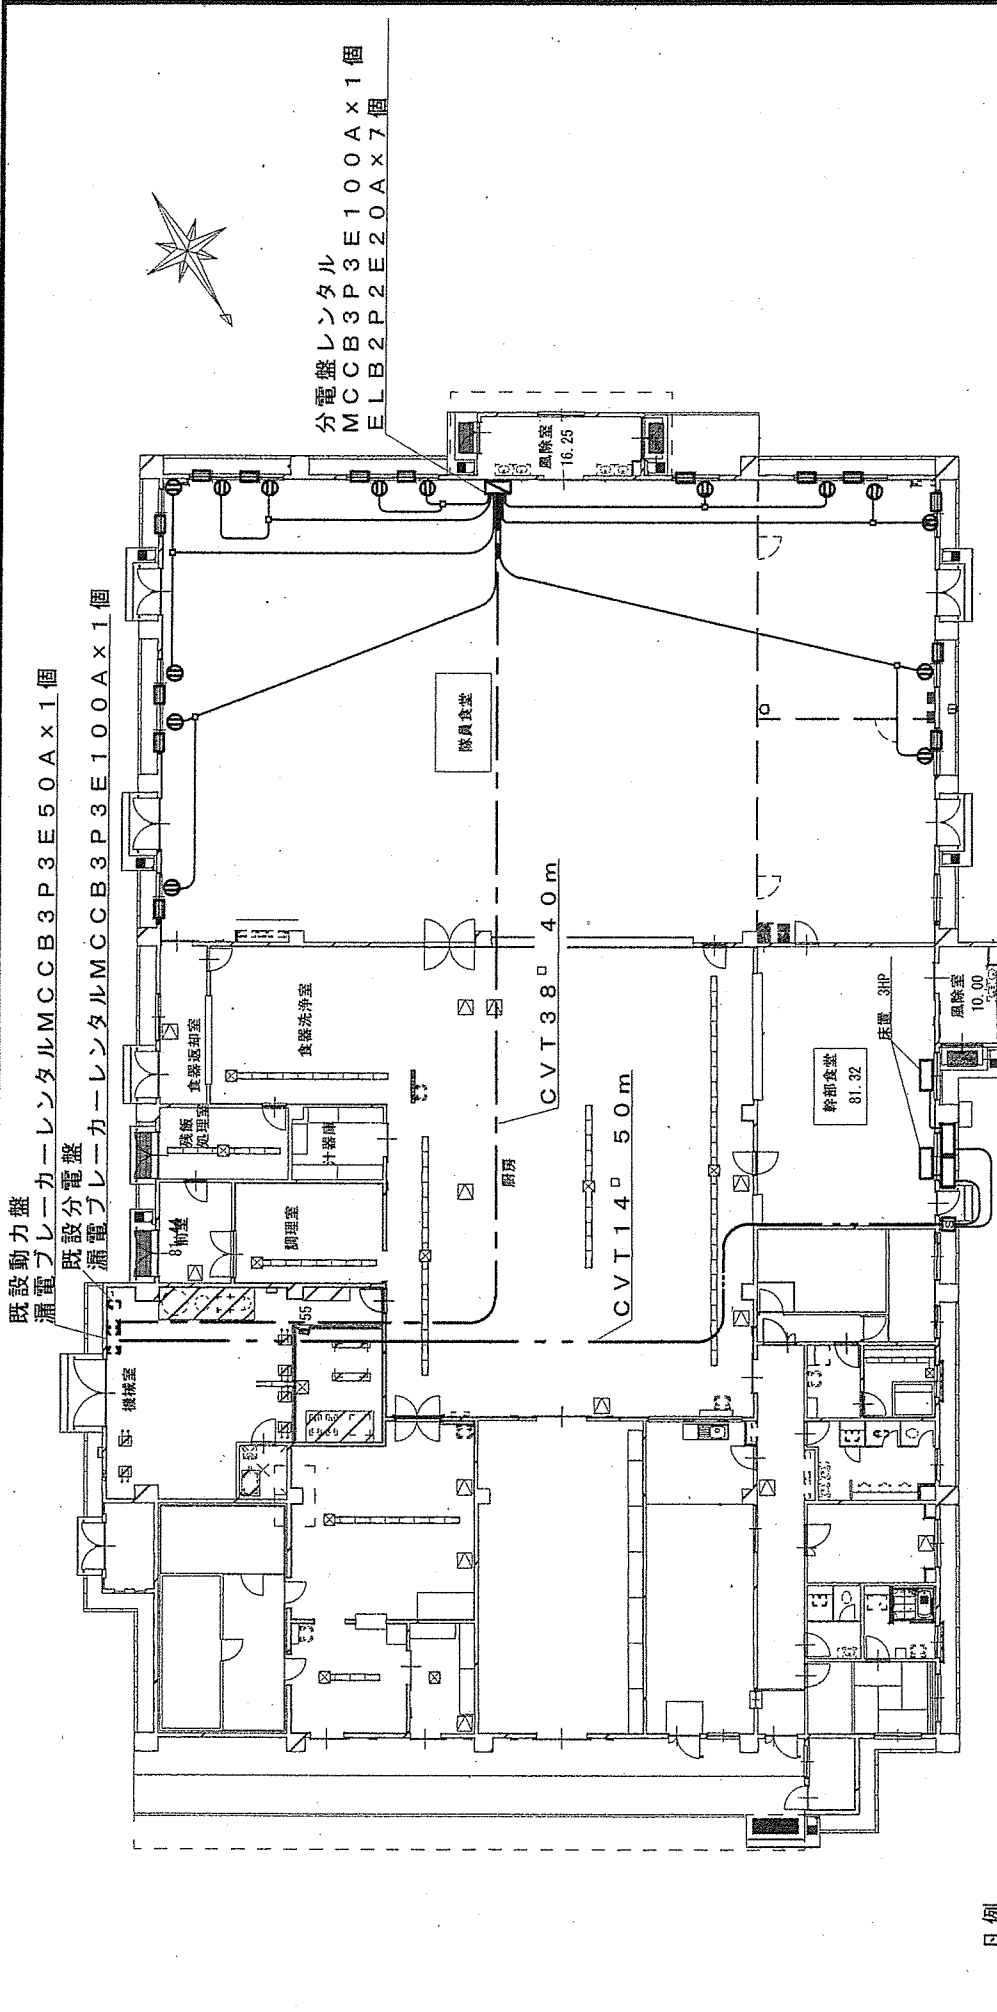 既設動力盤
漏電ブレーカーレンタルMCCB3P3E50A×1個
既設分電盤
漏電ブレーカーレンタルMCCB3P3E100A×1個
分電盤レンタル
MCCB3P3E100A×1個
ELB2P2E20A×7個
風除室
16.25
隊員食堂
CVT38□ 40m
CVT14□ 50m
食器返却室
食器洗浄室
残飯
処理室
什器庫
厨房
前室
調理室
機械室
55
幹部食堂
81.32
床置 3HP
風除室
10.00
S
凡例